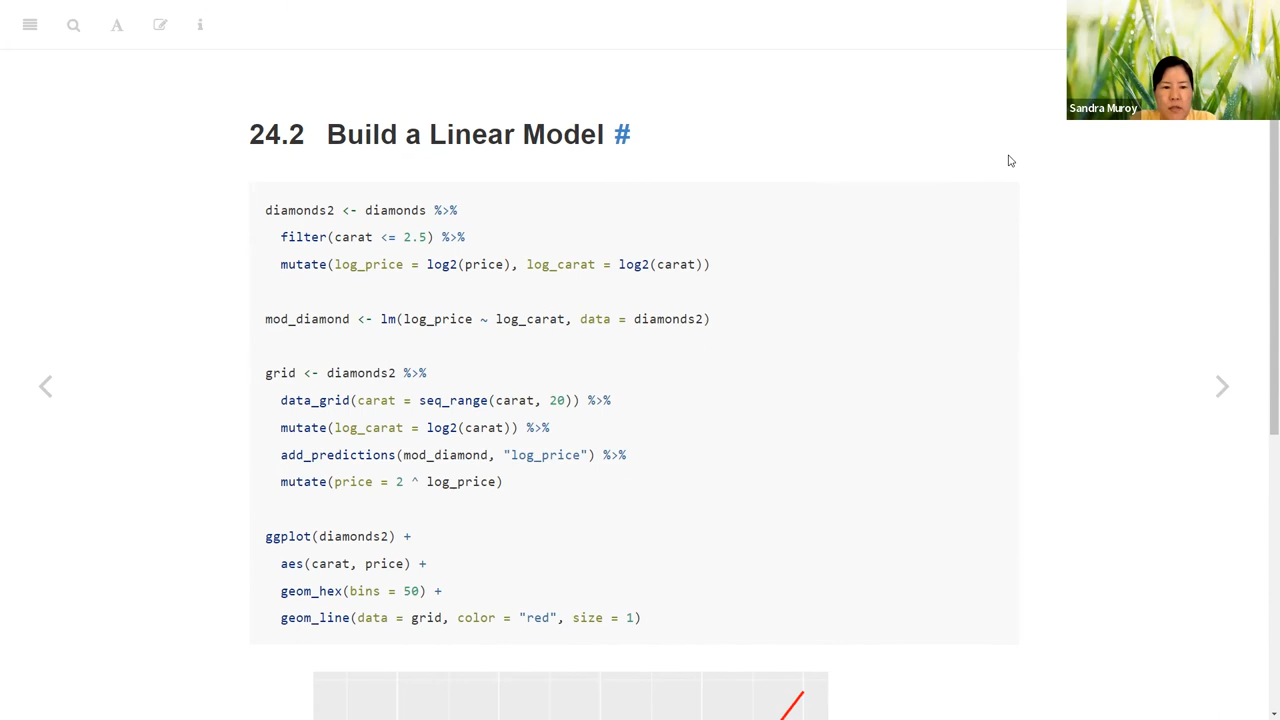 Sandra Muroy
24.2 Build a Linear Model #
diamonds2 <- diamonds %>%
filter(carat <= 2.5) %>%
mutate(log_price = log2(price), log_carat = log2(carat))
mod_diamond <- lm(log_price ~ log_carat, data = diamonds2)
grid <- diamonds2 %>%
data_grid(carat = seq_range(carat, 20)) %>%
mutate(log_carat = log2(carat)) %>%
add_predictions(mod_diamond, "log_price") %>%
mutate(price = 2 ^ log_price)
ggplot(diamonds2) +
aes(carat, price) +
geom_hex(bins = 50) +
geom_line(data = grid, color = "red", size = 1)